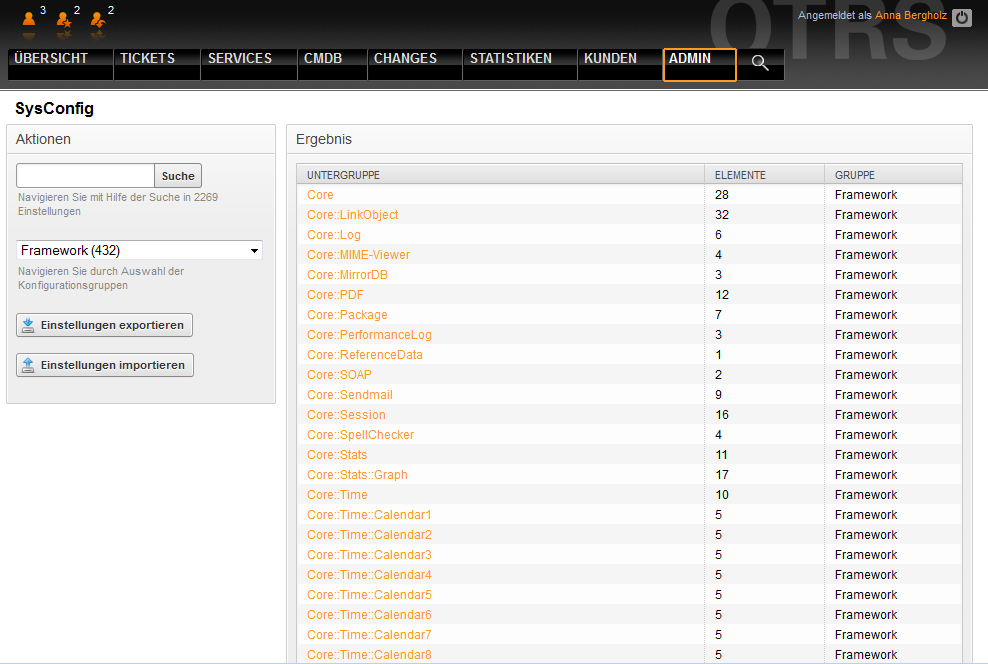 3 2 2
OTRS
Angemeldet als Anna Bergholz
ÜBERSICHT TICKETS SERVICES CMDB CHANGES STATISTIKEN KUNDEN ADMIN
SysConfig
Aktionen
Suche
Navigieren Sie mit Hilfe der Suche in 2269
Einstellungen
Framework (432)
Navigieren Sie durch Auswahl der
Konfigurationsgruppen
Einstellungen exportieren
Einstellungen importieren
Ergebnis
UNTERGRUPPE ELEMENTE GRUPPE
Core 28 Framework
Core::LinkObject 32 Framework
Core::Log 6 Framework
Core::MIME-Viewer 4 Framework
Core::MirrorDB 3 Framework
Core::PDF 12 Framework
Core::Package 7 Framework
Core::PerformanceLog 3 Framework
Core::ReferenceData 1 Framework
Core::SOAP 2 Framework
Core::Sendmail 9 Framework
Core::Session 16 Framework
Core::SpellChecker 4 Framework
Core::Stats 11 Framework
Core::Stats::Graph 17 Framework
Core::Time 10 Framework
Core::Time::Calendar1 5 Framework
Core::Time::Calendar2 5 Framework
Core::Time::Calendar3 5 Framework
Core::Time::Calendar4 5 Framework
Core::Time::Calendar5 5 Framework
Core::Time::Calendar6 5 Framework
Core::Time::Calendar7 5 Framework
Core::Time::Calendar8 5 Framework